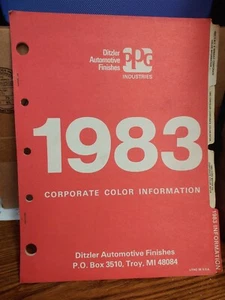 Ditzler
Automotive
Finishes
PPG
INDUSTRIES
1983
CORPORATE COLOR INFORMATION
Ditzler Automotive Finishes
P.O. Box 3510, Troy, MI 48084
1983 INFORMATION